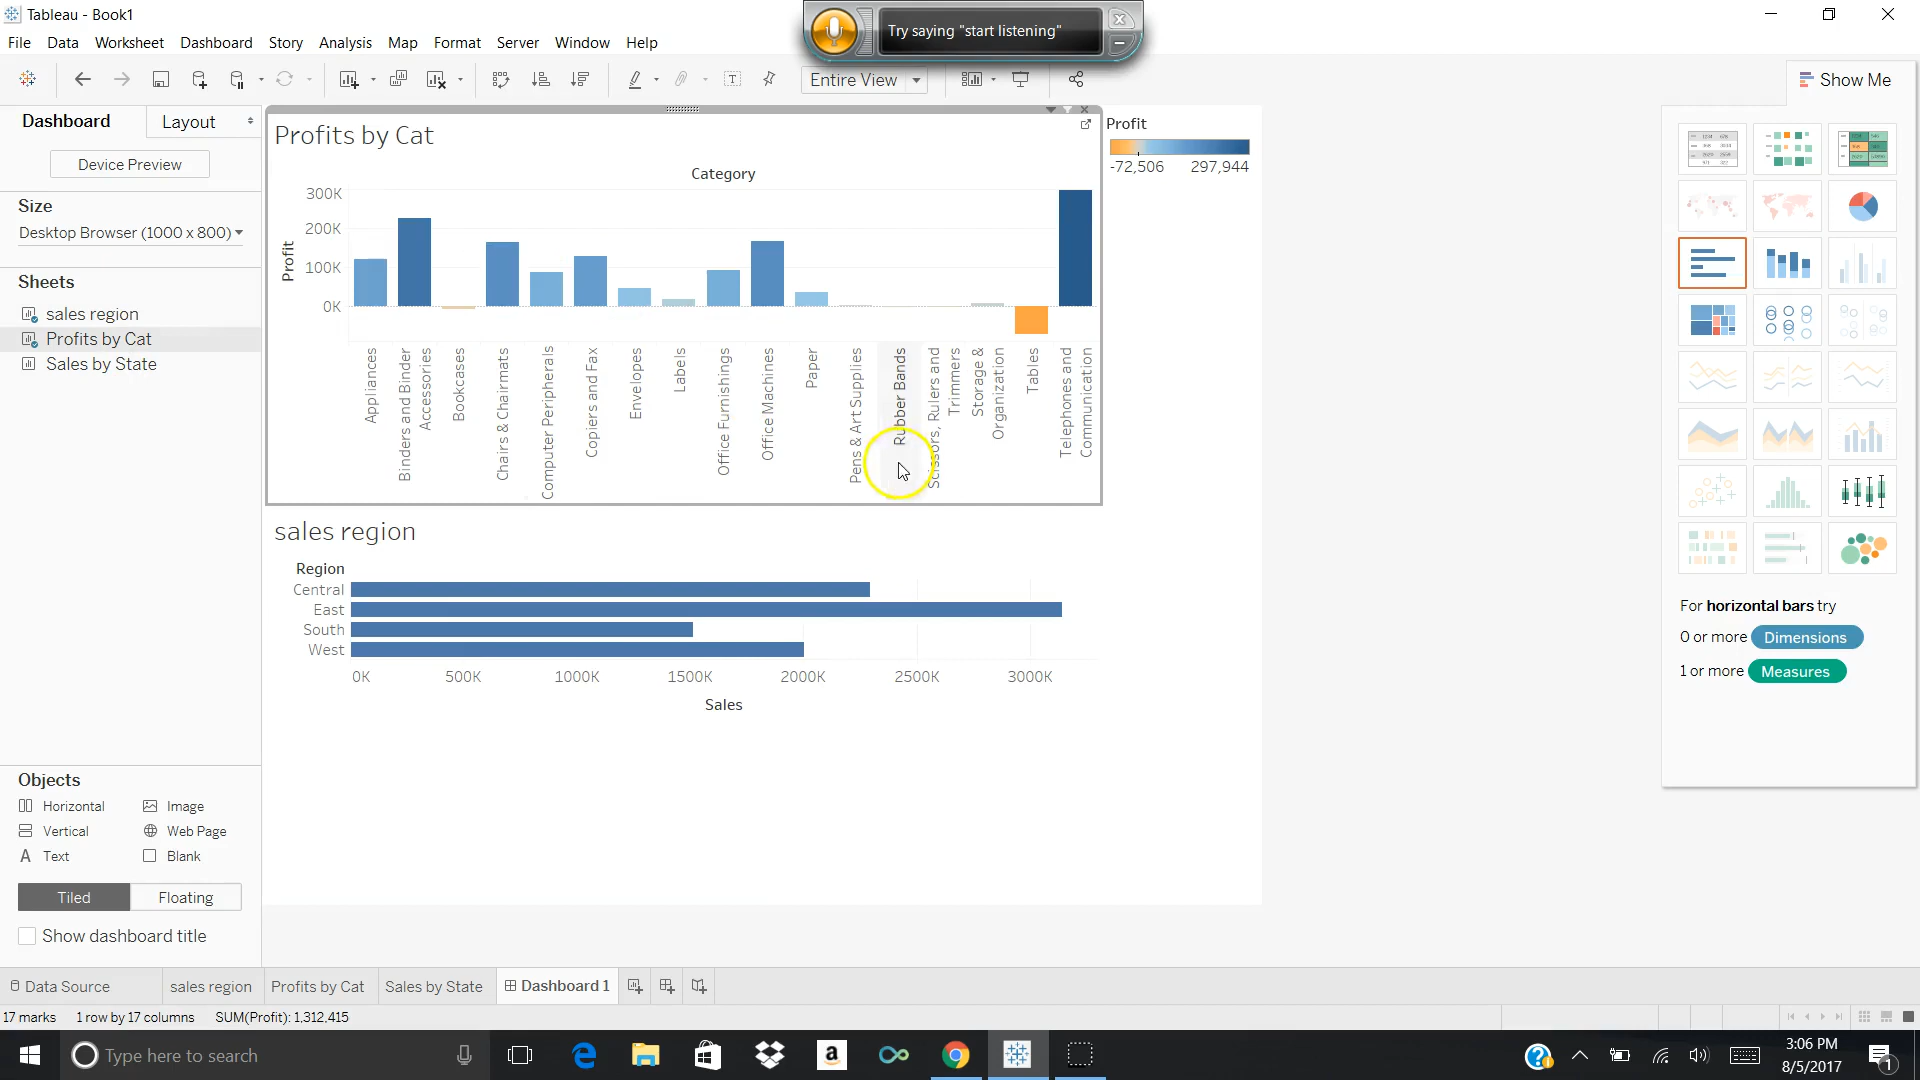 Tableau - Book1
Try saying "start listening"
File Data Worksheet Dashboard Story Analysis Map Format Server Window Help
Entire View
Show Me
Dashboard
Layout
Device Preview
Size
Desktop Browser (1000 x 800)
Sheets
sales region
Profits by Cat
Sales by State
Objects
Horizontal
Image
Vertical
Web Page
Text
Blank
Tiled
Floating
Show dashboard title
Profits by Cat
Category
Profit
300K
200K
100K
0K
Appliances
Binders and Binder
Accessories
Bookcases
Chairs & Chairmats
Computer Peripherals
Copiers and Fax
Envelopes
Labels
Office Furnishings
Office Machines
Paper
Pens & Art Supplies
Rubber Bands
Scissors, Rulers and
Trimmers
Storage &
Organization
Tables
Telephones and
Communication
Profit
-72,506 297,944
sales region
Region
Central
East
South
West
0K 500K 1000K 1500K 2000K 2500K 3000K
Sales
For horizontal bars try
0 or more Dimensions
1 or more Measures
Data Source
sales region
Profits by Cat
Sales by State
Dashboard 1
17 marks 1 row by 17 columns SUM(Profit): 1,312,415
Type here to search
3:06 PM
8/5/2017
1